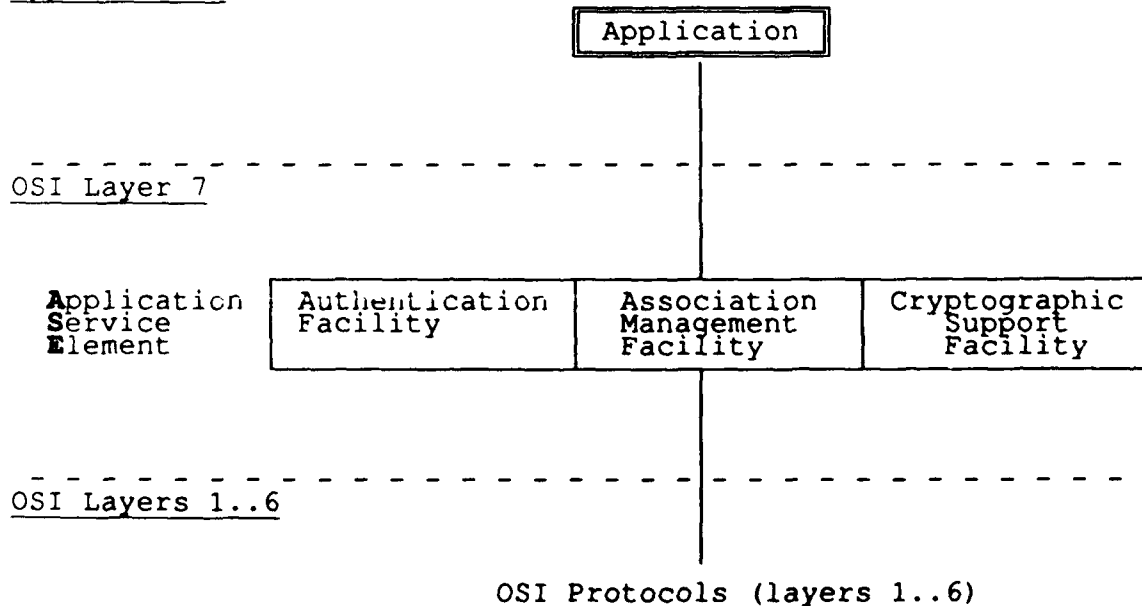 Application
OSI Layer 7
Application
Service
Element
Authentication
Facility
Association
Management
Facility
Cryptographic
Support
Facility
OSI Layers 1..6
OSI Protocols (layers 1..6)